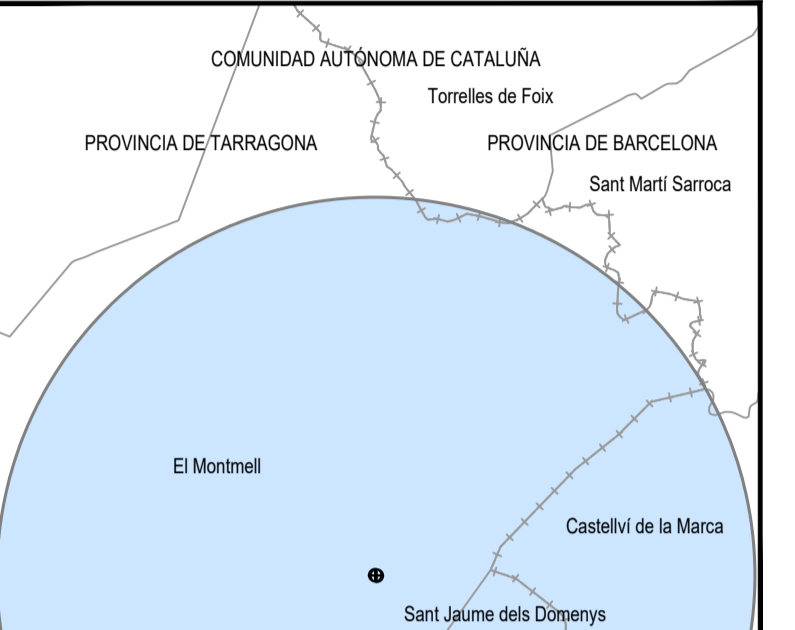 COMUNIDAD AUTÓNOMA DE CATALUÑA
Torrelles de Foix
PROVINCIA DE TARRAGONA
PROVINCIA DE BARCELONA
Sant Martí Sarroca
El Montmell
Castellví de la Marca
Sant Jaume dels Domenys